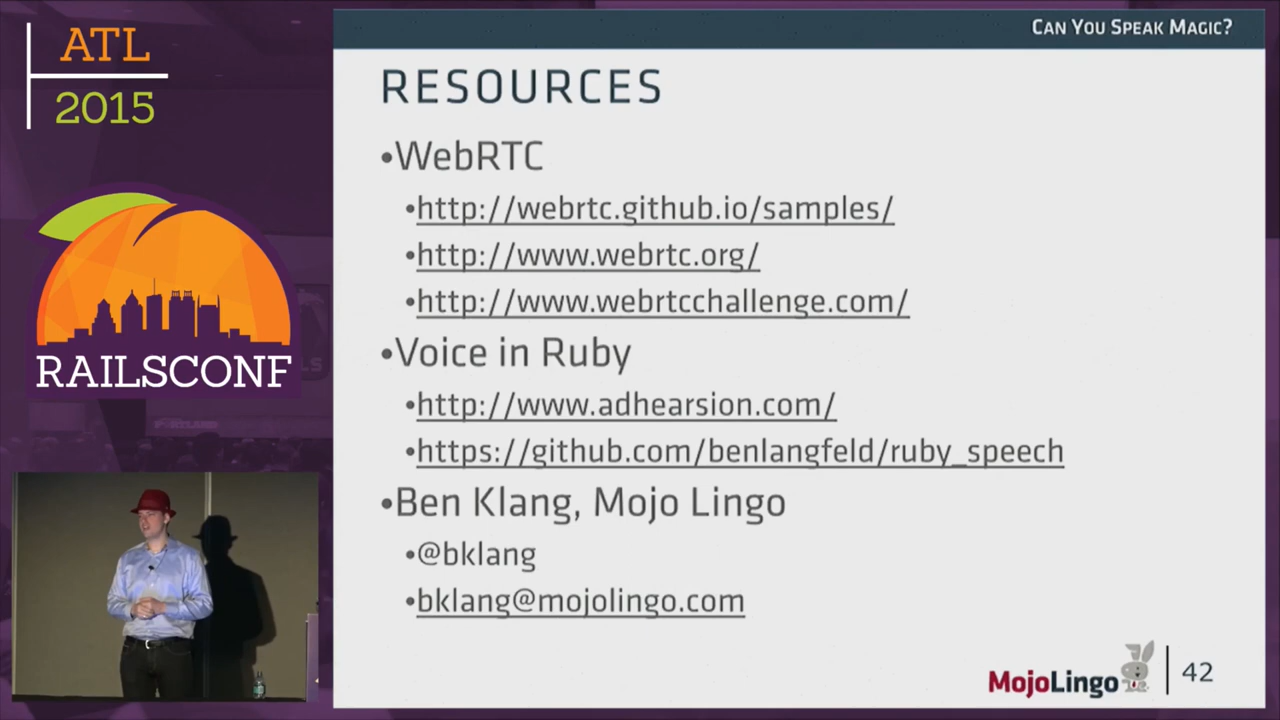 ATL
2015
RAILSCONF
CAN YOU SPEAK MAGIC?
RESOURCES
•WebRTC
•http://webrtc.github.io/samples/
•http://www.webrtc.org/
•http://www.webrtcchallenge.com/
•Voice in Ruby
•http://www.adhearsion.com/
•https://github.com/benlangfeld/ruby_speech
•Ben Klang, Mojo Lingo
•@bklang
•bklang@mojolingo.com
MojoLingo
42